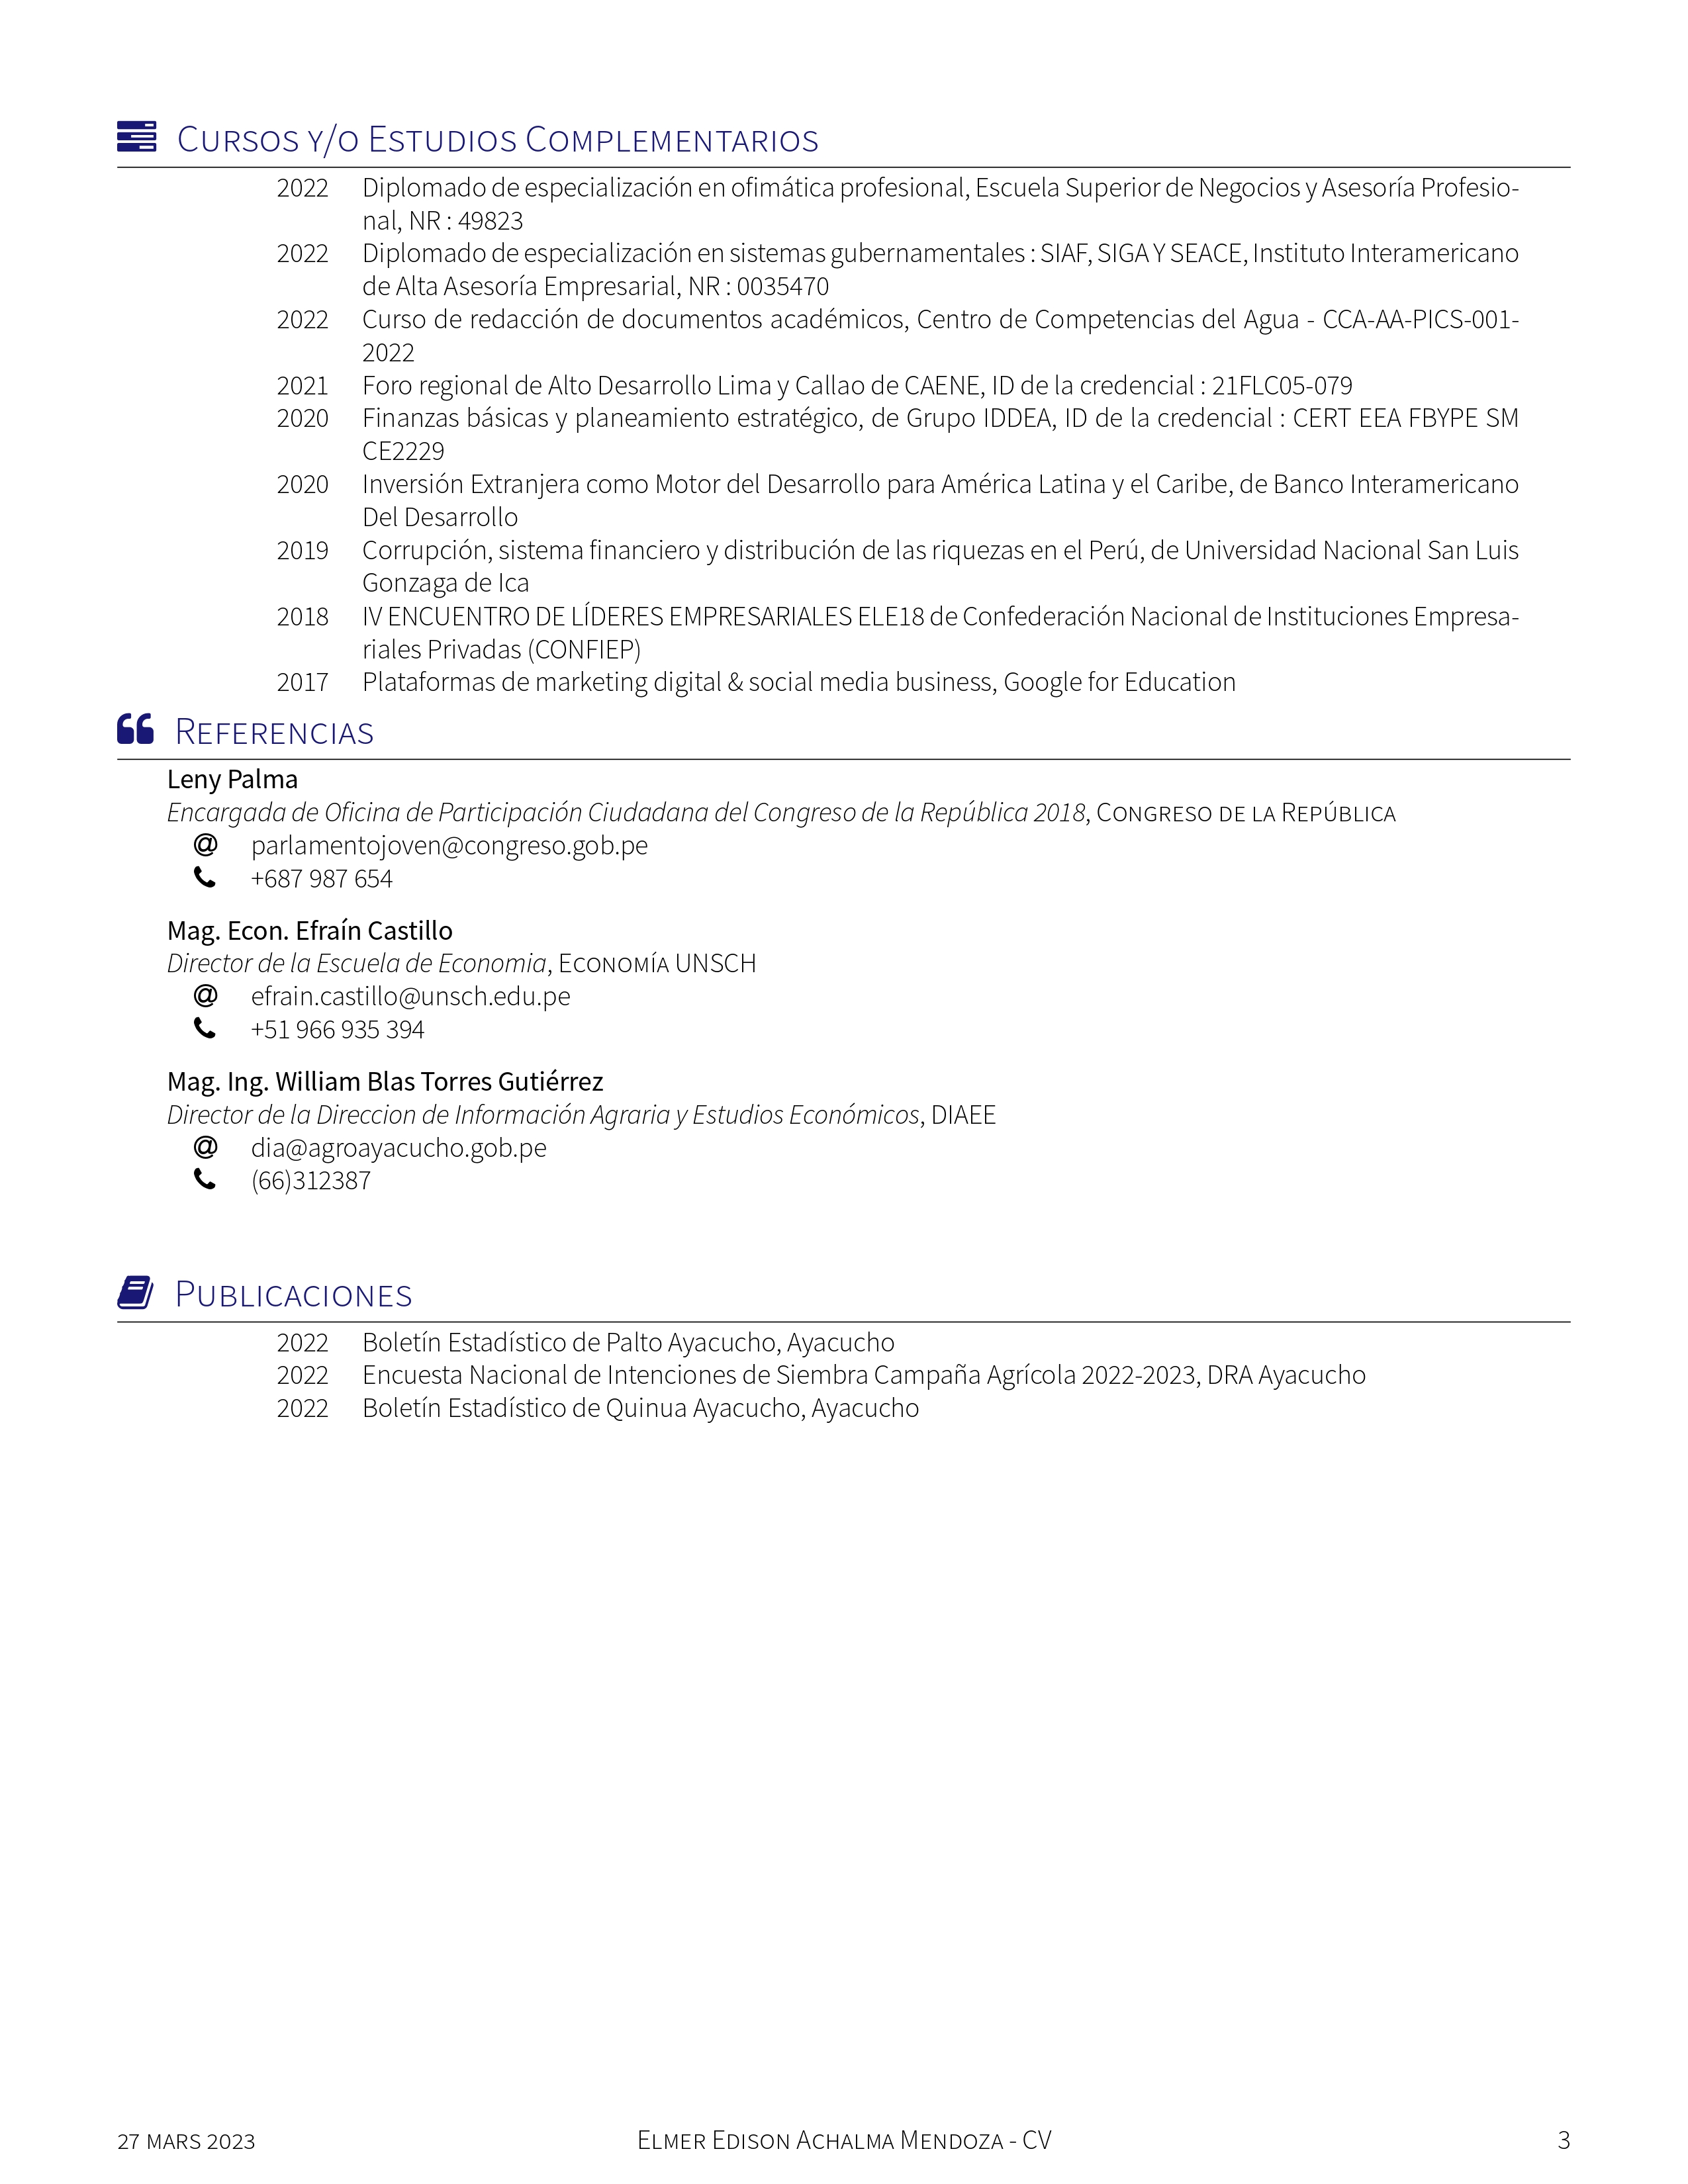 Cursos y/o Estudios Complementarios
2022 Diplomado de especialización en ofimática profesional, Escuela Superior de Negocios y Asesoría Profesio-
nal, NR : 49823
2022 Diplomado de especialización en sistemas gubernamentales : SIAF, SIGA Y SEACE, Instituto Interamericano
de Alta Asesoría Empresarial, NR : 0035470
2022 Curso de redacción de documentos académicos, Centro de Competencias del Agua - CCA-AA-PICS-001-
2022
2021 Foro regional de Alto Desarrollo Lima y Callao de CAENE, ID de la credencial : 21FLC05-079
2020 Finanzas básicas y planeamiento estratégico, de Grupo IDDEA, ID de la credencial : CERT EEA FBYPE SM
CE2229
2020 Inversión Extranjera como Motor del Desarrollo para América Latina y el Caribe, de Banco Interamericano
Del Desarrollo
2019 Corrupción, sistema financiero y distribución de las riquezas en el Perú, de Universidad Nacional San Luis
Gonzaga de Ica
2018 IV ENCUENTRO DE LÍDERES EMPRESARIALES ELE18 de Confederación Nacional de Instituciones Empresa-
riales Privadas (CONFIEP)
2017 Plataformas de marketing digital & social media business, Google for Education
Referencias
Leny Palma
Encargada de Oficina de Participación Ciudadana del Congreso de la República 2018, Congreso de la República
parlamentojoven@congreso.gob.pe
+687 987 654
Mag. Econ. Efraín Castillo
Director de la Escuela de Economia, Economía UNSCH
efrain.castillo@unsch.edu.pe
+51 966 935 394
Mag. Ing. William Blas Torres Gutiérrez
Director de la Direccion de Información Agraria y Estudios Económicos, DIAEE
dia@agroayacucho.gob.pe
(66)312387
Publicaciones
2022 Boletín Estadístico de Palto Ayacucho, Ayacucho
2022 Encuesta Nacional de Intenciones de Siembra Campaña Agrícola 2022-2023, DRA Ayacucho
2022 Boletín Estadístico de Quinua Ayacucho, Ayacucho
27 mars 2023 Elmer Edison Achalma Mendoza - CV 3